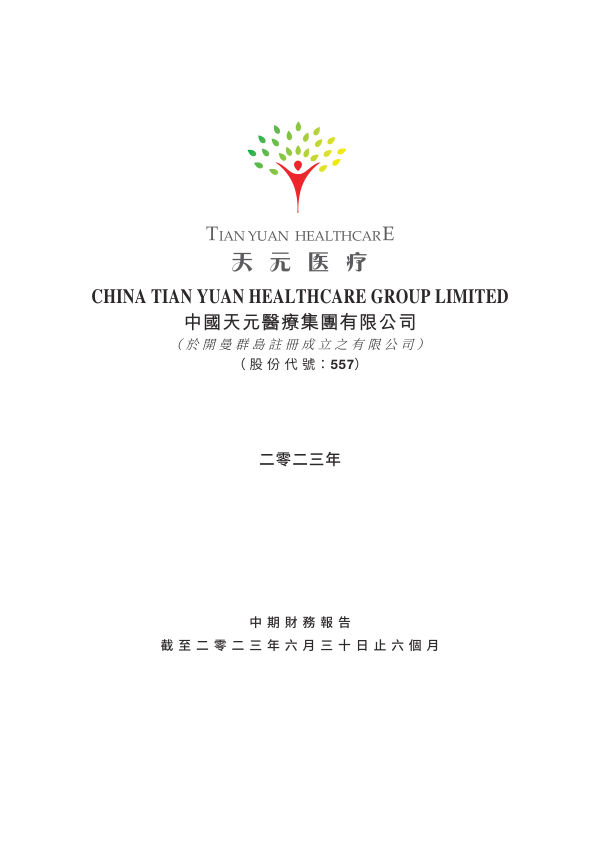 TIAN YUAN HEALTHCARE
天元医疗
CHINA TIAN YUAN HEALTHCARE GROUP LIMITED
中國天元醫療集團有限公司
（於開曼群島註冊成立之有限公司）
（股份代號：557）
二零二三年
中期財務報告
截至二零二三年六月三十日止六個月